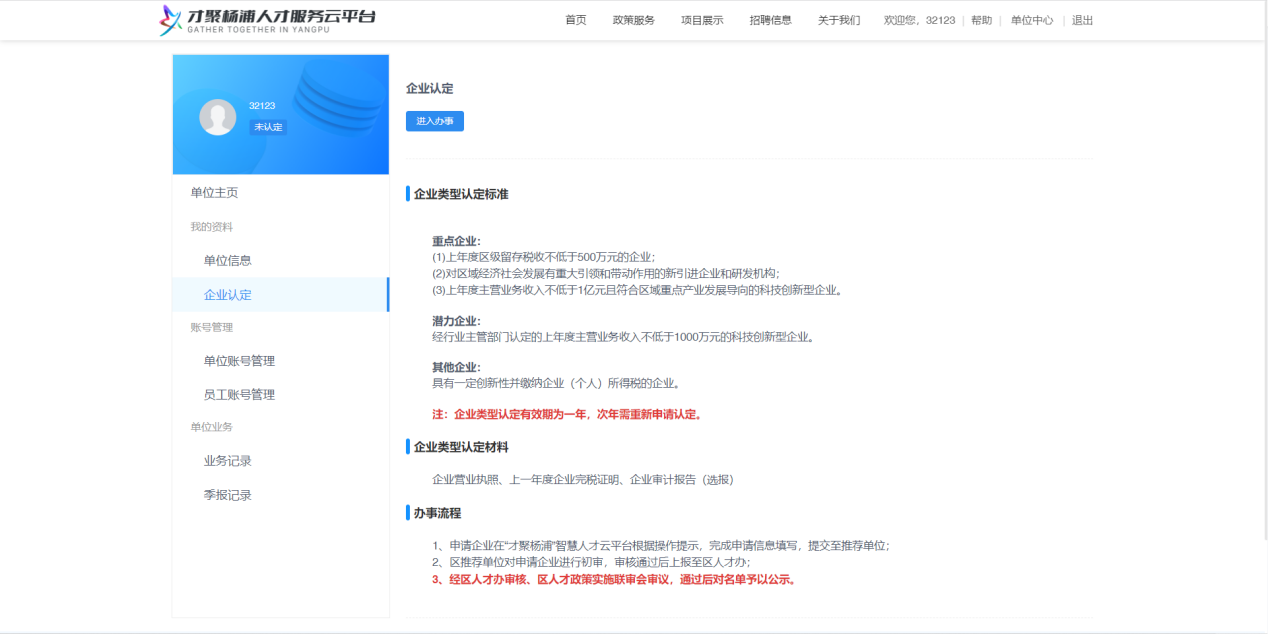 才聚杨浦人才服务云平台
GATHER TOGETHER IN YANGPU
首页 政策服务 项目展示 招聘信息 关于我们 欢迎您，32123 | 帮助 | 单位中心 | 退出
32123
未认定
单位主页
我的资料
单位信息
企业认定
账号管理
单位账号管理
员工账号管理
单位业务
业务记录
季报记录
企业认定
进入办事
企业类型认定标准
重点企业：
(1)上年度区级留存税收不低于500万元的企业；
(2)对区域经济社会发展有重大引领和带动作用的新引进企业和研发机构；
(3)上年度主营业务收入不低于1亿元且符合区域重点产业发展导向的科技创新型企业。
潜力企业：
经行业主管部门认定的上年度主营业务收入不低于1000万元的科技创新型企业。
其他企业：
具有一定创新性并缴纳企业（个人）所得税的企业。
注：企业类型认定有效期为一年，次年需重新申请认定。
企业类型认定材料
企业营业执照、上一年度企业完税证明、企业审计报告（选报）
办事流程
1、申请企业在“才聚杨浦”智慧人才云平台根据操作提示，完成申请信息填写，提交至推荐单位；
2、区推荐单位对申请企业进行初审，审核通过后上报至区人才办；
3、经区人才办审核、区人才政策实施联审会审议，通过后对名单予以公示。